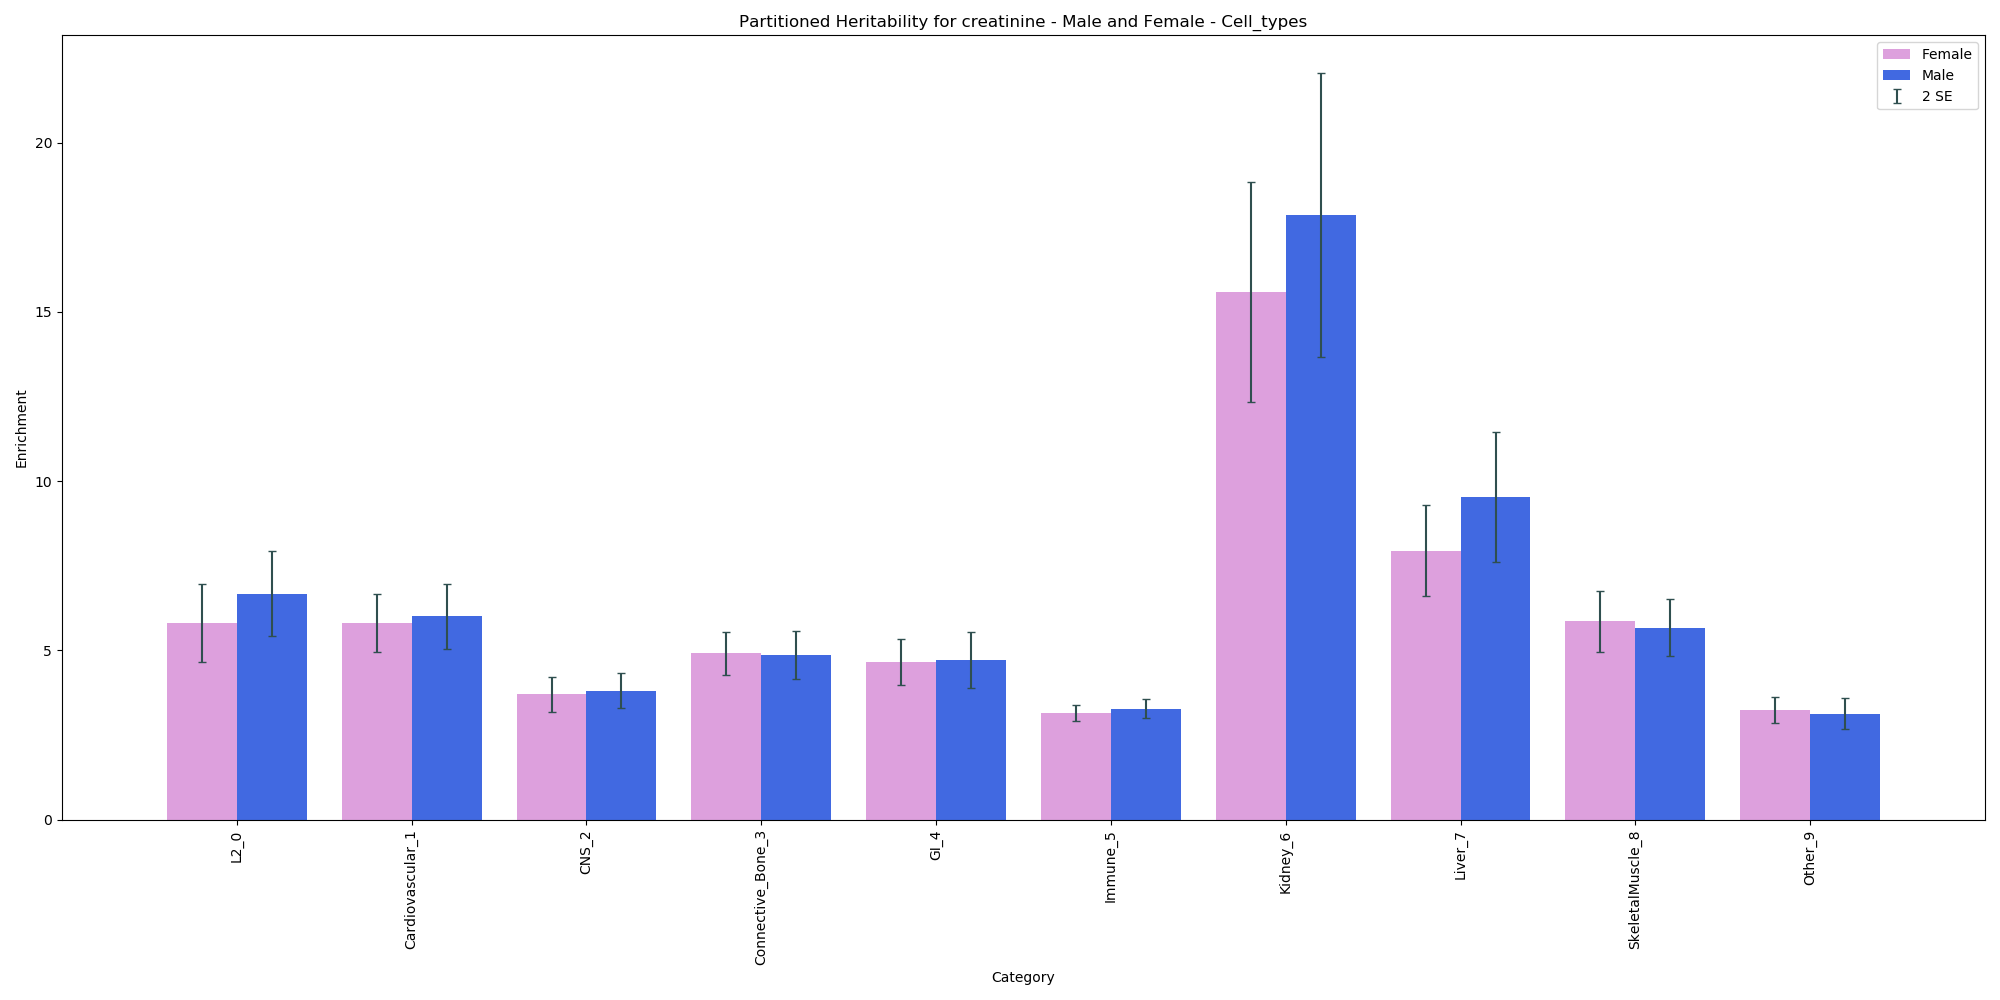 Partitioned Heritability for creatinine - Male and Female - Cell_types
Female
Male
2 SE
Enrichment
20
15
10
5
0
L2_0
Cardiovascular_1
CNS_2
Connective_Bone_3
GI_4
Immune_5
Kidney_6
Liver_7
SkeletalMuscle_8
Other_9
Category